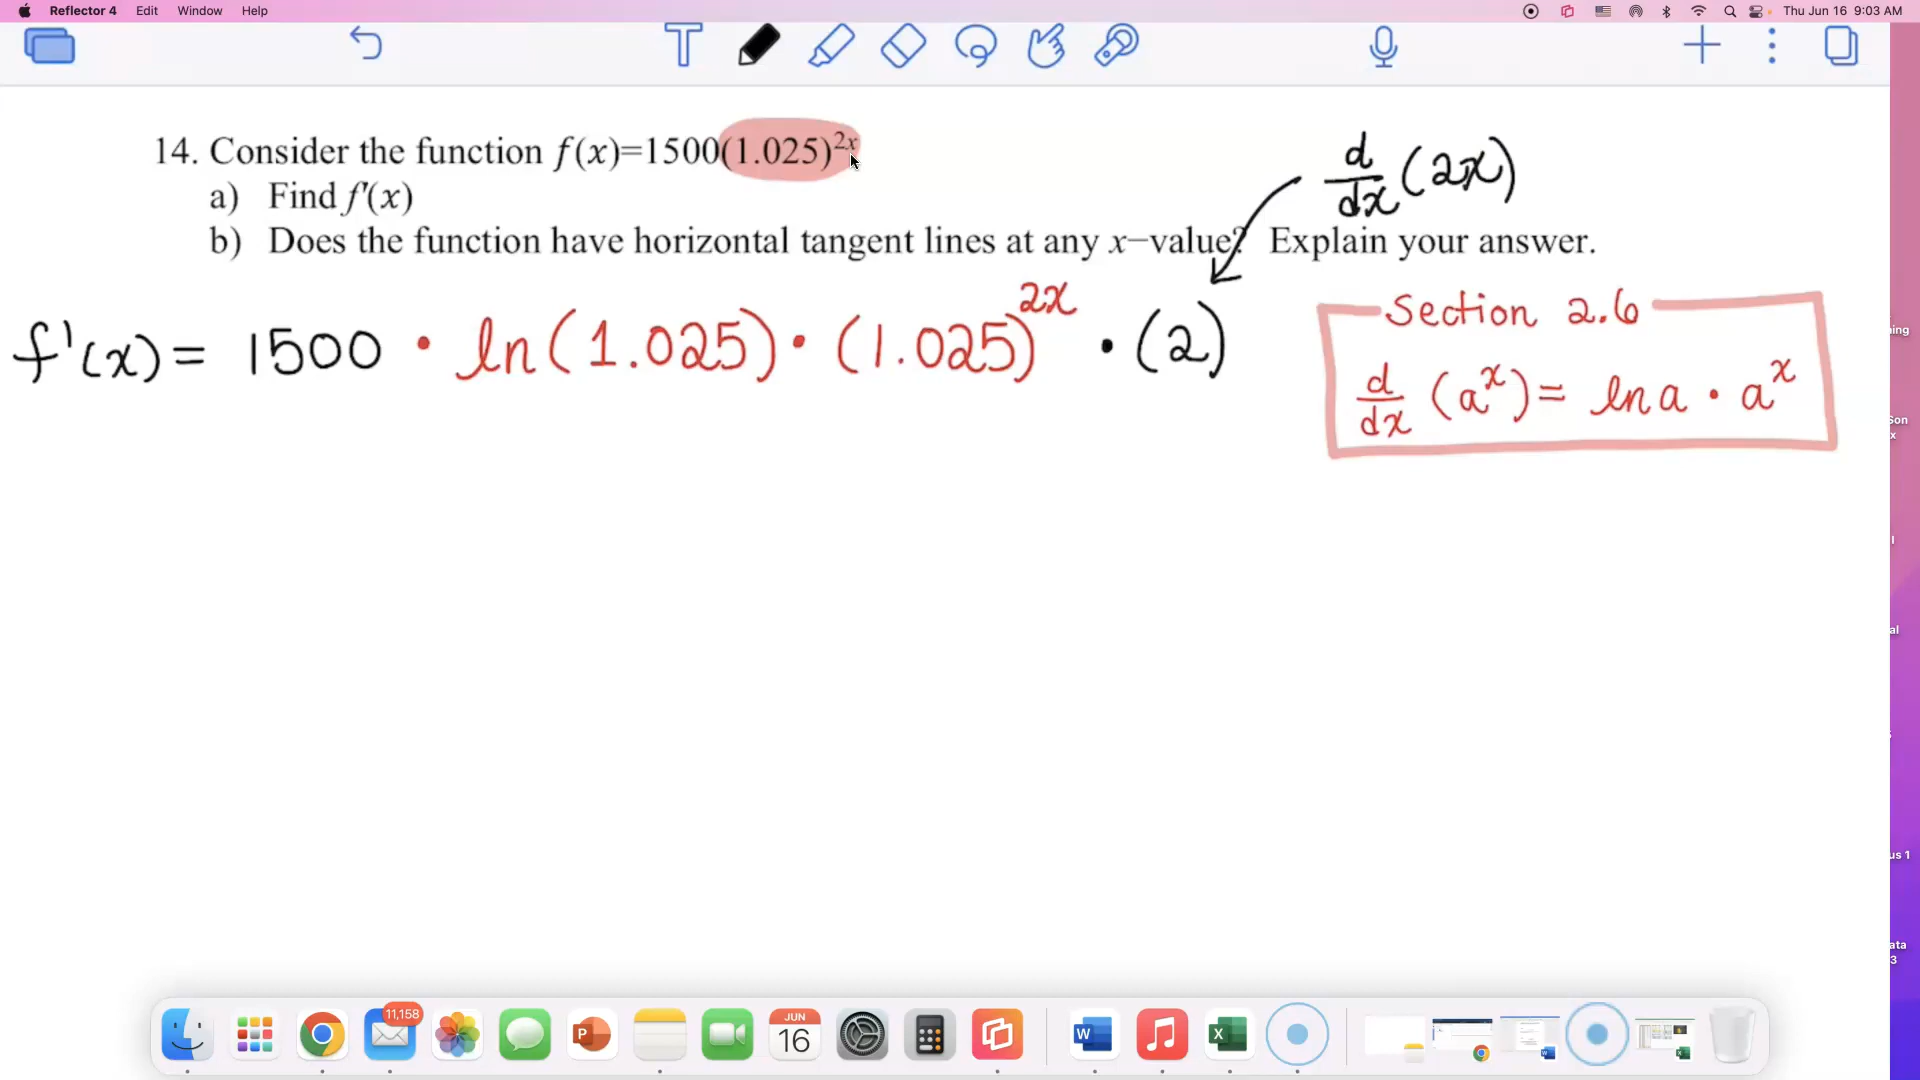 Reflector 4 Edit Window Help Thu Jun 16 9:03 AM
14. Consider the function f(x)=1500(1.025)^{2x}
a) Find f'(x)
b) Does the function have horizontal tangent lines at any x−value? Explain your answer.
d/dx (2x)
f'(x) = 1500 • ln(1.025) • (1.025)^{2x} • (2)
Section 2.6
d/dx (a^x) = ln a • a^x
11,158
JUN
16